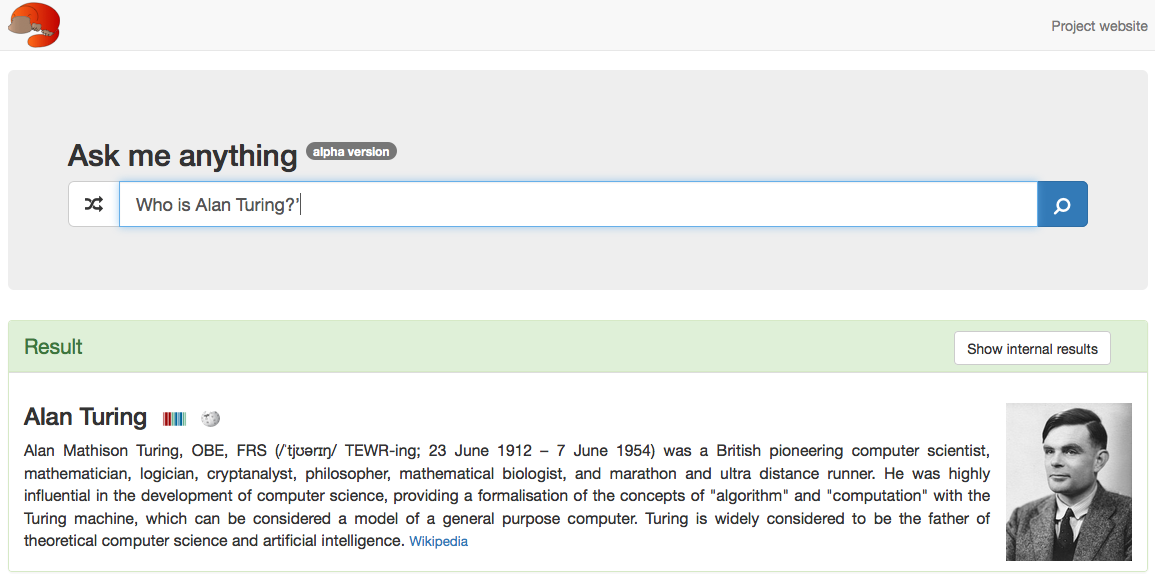 Project website
Ask me anything alpha version
Who is Alan Turing?'
Result
Show internal results
Alan Turing
Alan Mathison Turing, OBE, FRS (/ˈtjʊərɪŋ/ TEWR-ing; 23 June 1912 – 7 June 1954) was a British pioneering computer scientist,
mathematician, logician, cryptanalyst, philosopher, mathematical biologist, and marathon and ultra distance runner. He was highly
influential in the development of computer science, providing a formalisation of the concepts of "algorithm" and "computation" with the
Turing machine, which can be considered a model of a general purpose computer. Turing is widely considered to be the father of
theoretical computer science and artificial intelligence. Wikipedia